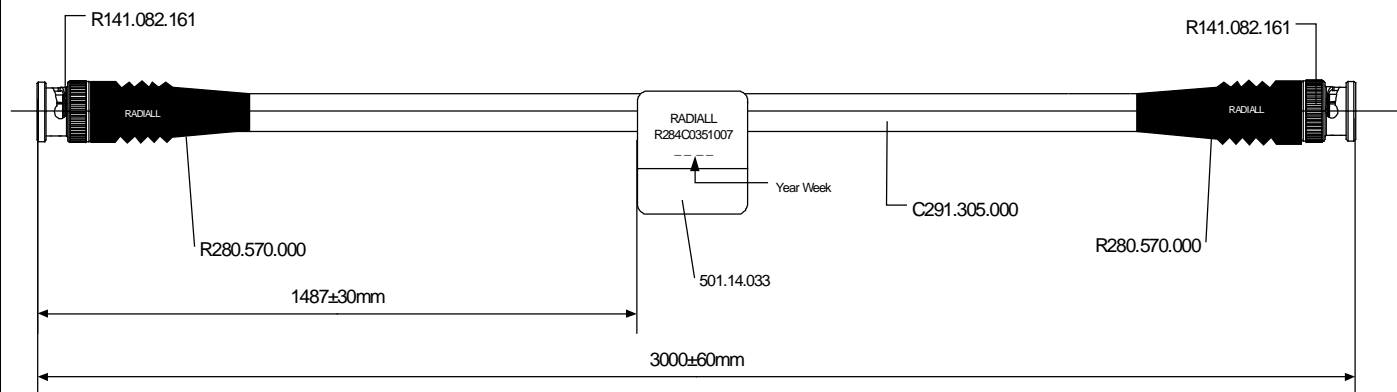 R141.082.161
R141.082.161
RADIALL
RADIALL
R284C0351007
RADIALL
Year Week
C291.305.000
R280.570.000
R280.570.000
501.14.033
1487±30mm
3000±60mm